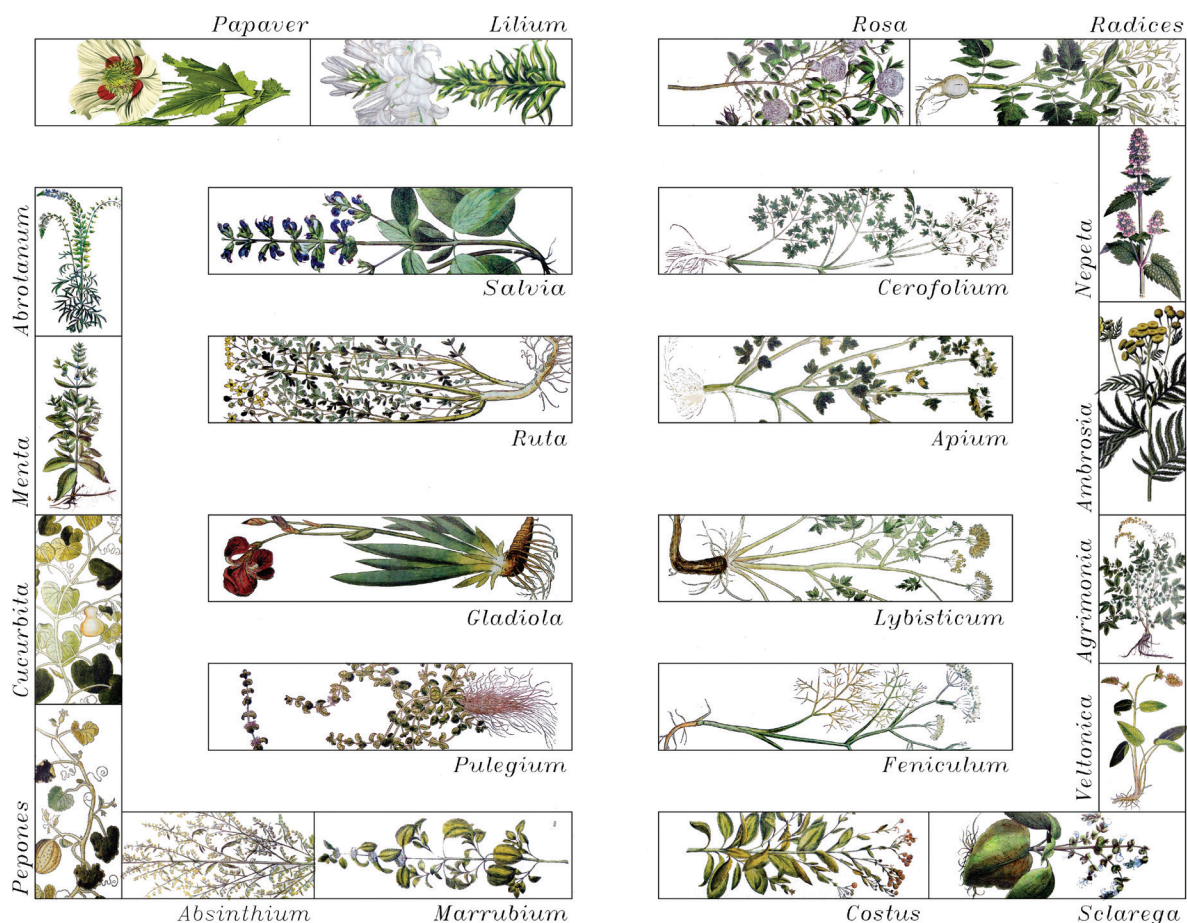 Papaver
Lilium
Rosa
Radices
Abrotanum
Salvia
Cerofolium
Nepeta
Menta
Ruta
Apium
Ambrosia
Cucurbita
Gladiola
Lybisticum
Agrimonia
Pepones
Pulegium
Feniculum
Veltonica
Absinthium
Marrubium
Costus
Sclarega